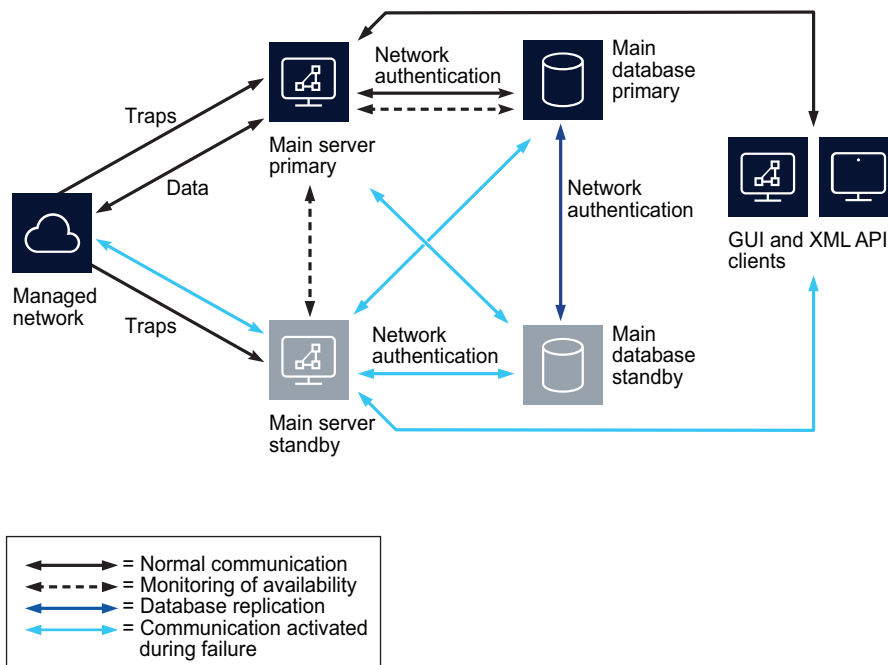 Network
authentication
Main
database
primary
Traps
Main server
primary
Data
Network
authentication
GUI and XML API
clients
Managed
network
Traps
Network
authentication
Main
database
standby
Main server
standby
= Normal communication
= Monitoring of availability
= Database replication
= Communication activated
during failure